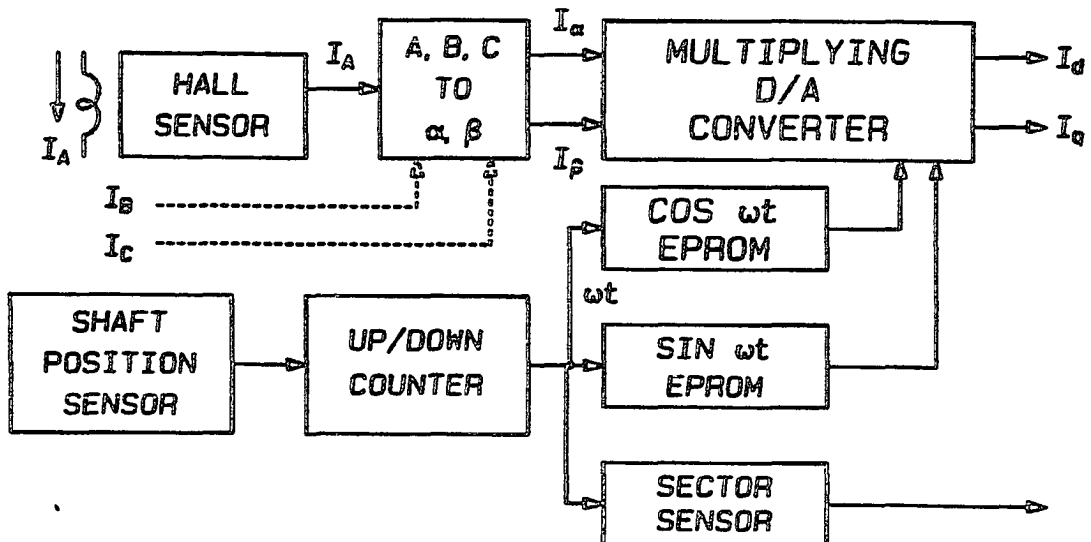 I_A
HALL
SENSOR
I_A
A, B, C
TO
α, β
I_α
I_β
MULTIPLYING
D/A
CONVERTER
I_d
I_q
I_B
I_C
COS ωt
EPROM
ωt
SHAFT
POSITION
SENSOR
UP/DOWN
COUNTER
SIN ωt
EPROM
SECTOR
SENSOR